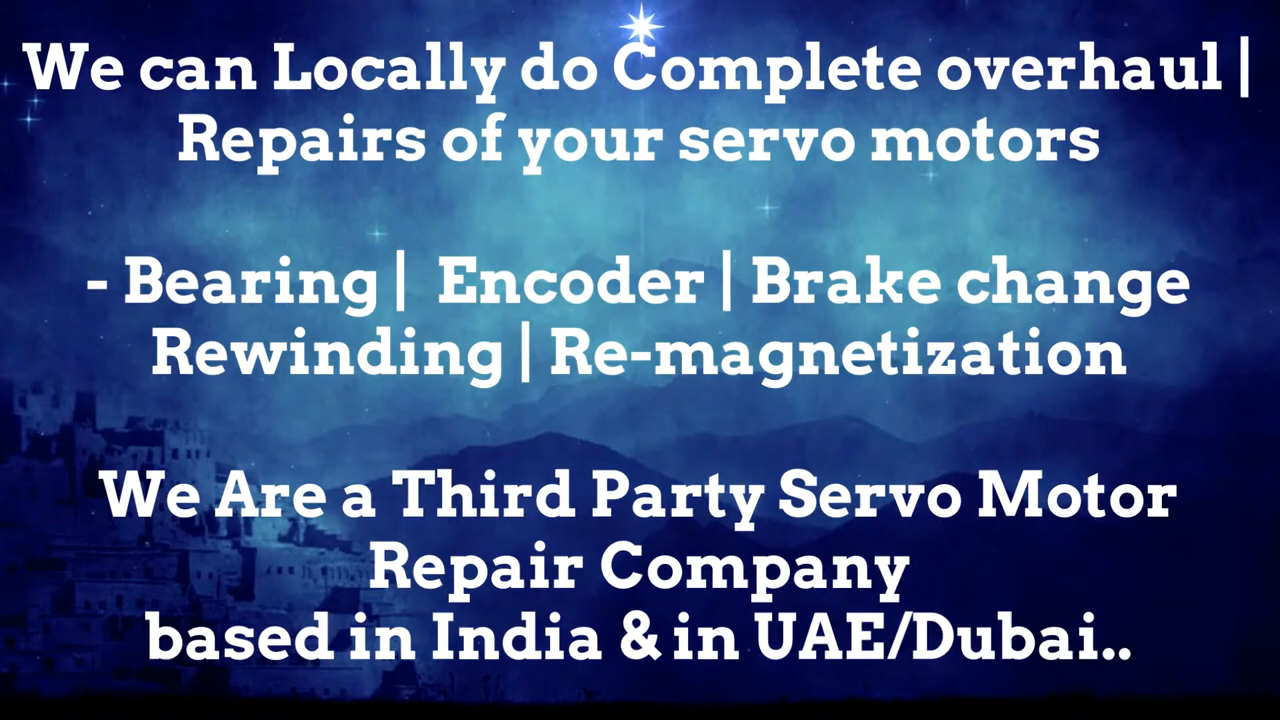 We can Locally do Complete overhaul |
Repairs of your servo motors
- Bearing |  Encoder | Brake change
Rewinding | Re-magnetization
We Are a Third Party Servo Motor
Repair Company
based in India & in UAE/Dubai..